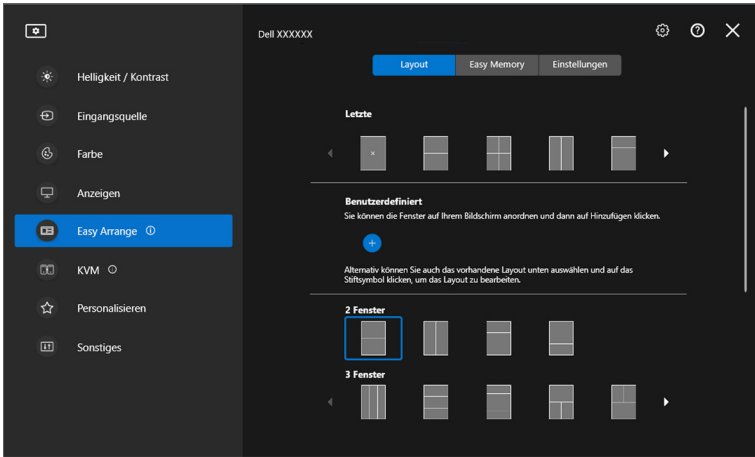 Dell XXXXXX
Helligkeit / Kontrast
Eingangsquelle
Farbe
Anzeigen
Easy Arrange
KVM
Personalisieren
Sonstiges
Layout
Easy Memory
Einstellungen
Letzte
Benutzerdefiniert
Sie können die Fenster auf Ihrem Bildschirm anordnen und dann auf Hinzufügen klicken.
Alternativ können Sie auch das vorhandene Layout unten auswählen und auf das
Stiftsymbol klicken, um das Layout zu bearbeiten.
2 Fenster
3 Fenster